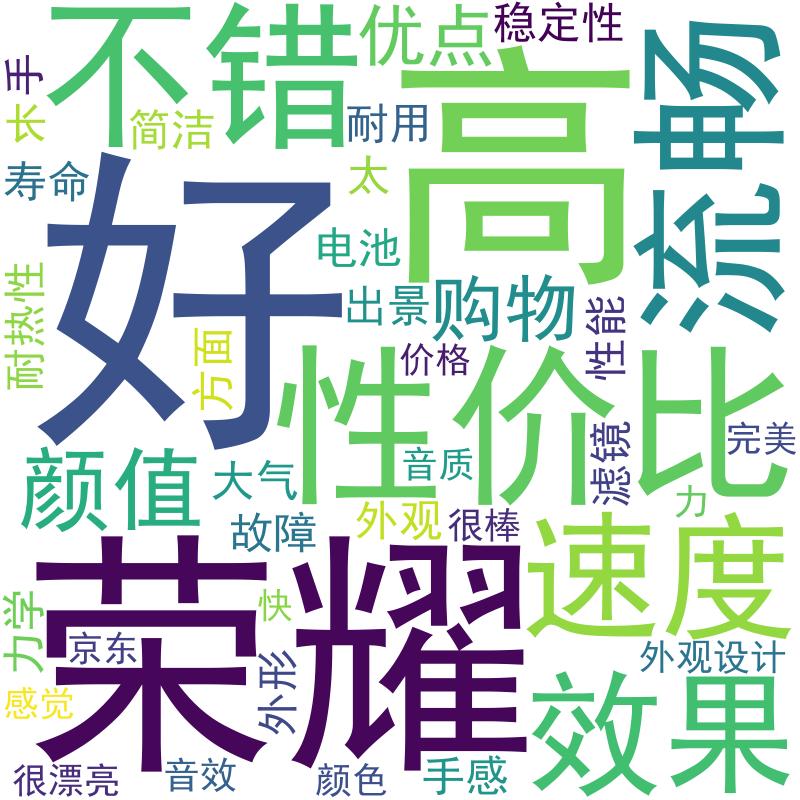 不错
优点
稳定性
手
长
简洁
耐用
高
流畅
寿命
太
好
电池
耐热性
出景
购物
性能
方面
价格
性价比
滤镜
完美
颜值
大气
音质
力
故障
外观
很棒
速度
荣耀
力学
快
京东
外形
外观设计
感觉
效果
很漂亮
音效
颜色
手感